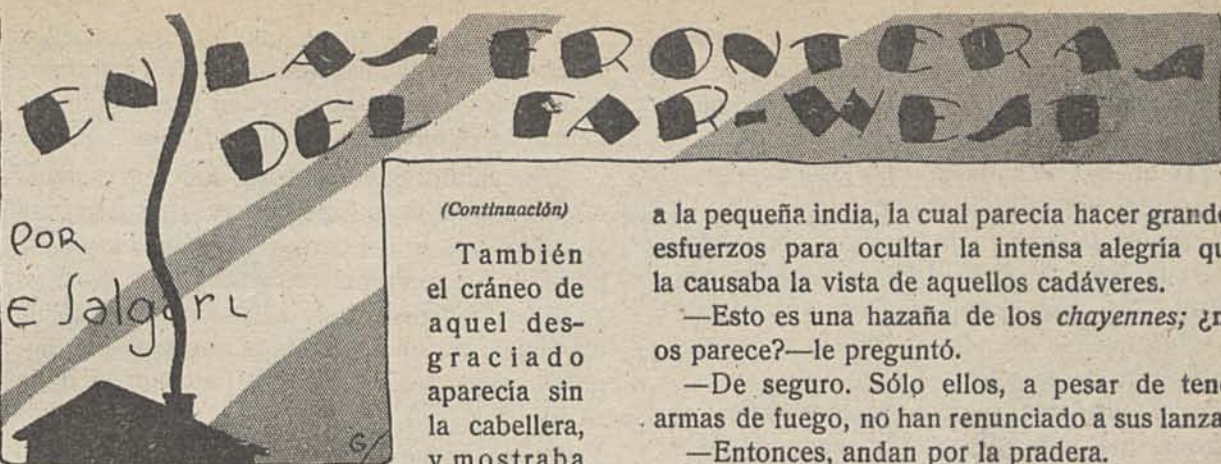 EN LAS FRONTERAS
DEL FAR-WEST
POR
E Salgari
(Continuación)
También
el cráneo de
aquel des-
graciado
aparecía sin
la cabellera,
y mostraba
a la pequeña india, la cual parecía hacer grande
esfuerzos para ocultar la intensa alegría qu
la causaba la vista de aquellos cadáveres.
—Esto es una hazaña de los chayennes; ¿n
os parece?—le preguntó.
—De seguro. Sólo ellos, a pesar de ten
armas de fuego, no han renunciado a sus lanza
—Entonces, andan por la pradera.